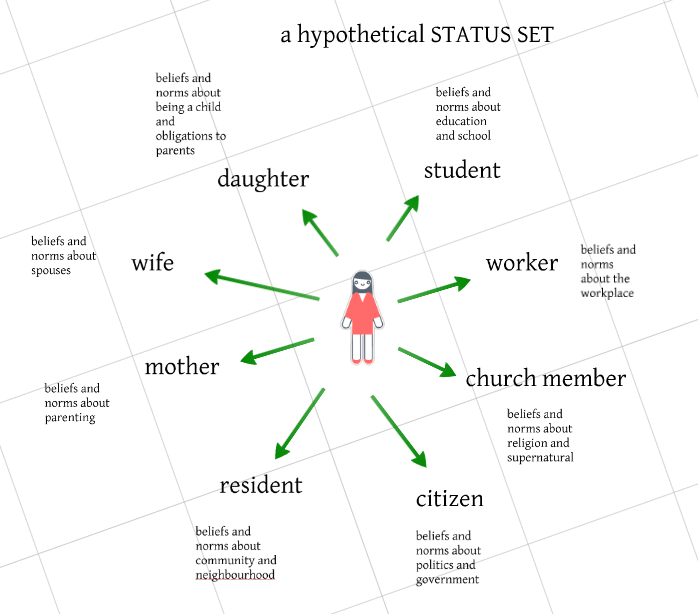 a hypothetical STATUS SET
beliefs and
norms about
being a child
and
obligations to
parents
daughter
beliefs and
norms about
education
and school
student
beliefs and
norms about
spouses
wife
worker
beliefs and
norms
about the
workplace
mother
beliefs and
norms about
parenting
church member
beliefs and
norms about
religion and
supernatural
resident
beliefs and
norms about
community and
neighbourhood
citizen
beliefs and
norms about
politics and
government